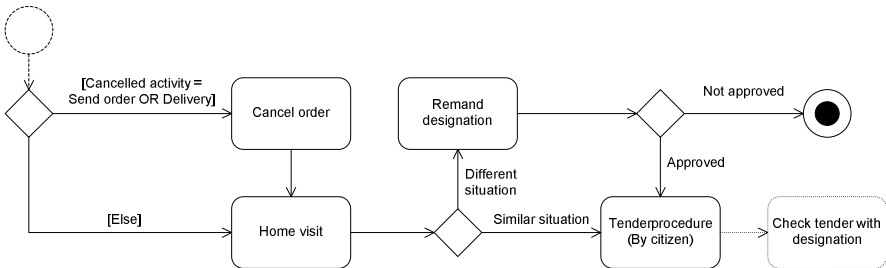 [Cancelled activity =
Send order OR Delivery]
Cancel order
Remand
designation
Not approved
Different
situation
Approved
[Else]
Home visit
Similar situation
Tenderprocedure
(By citizen)
Check tender with
designation